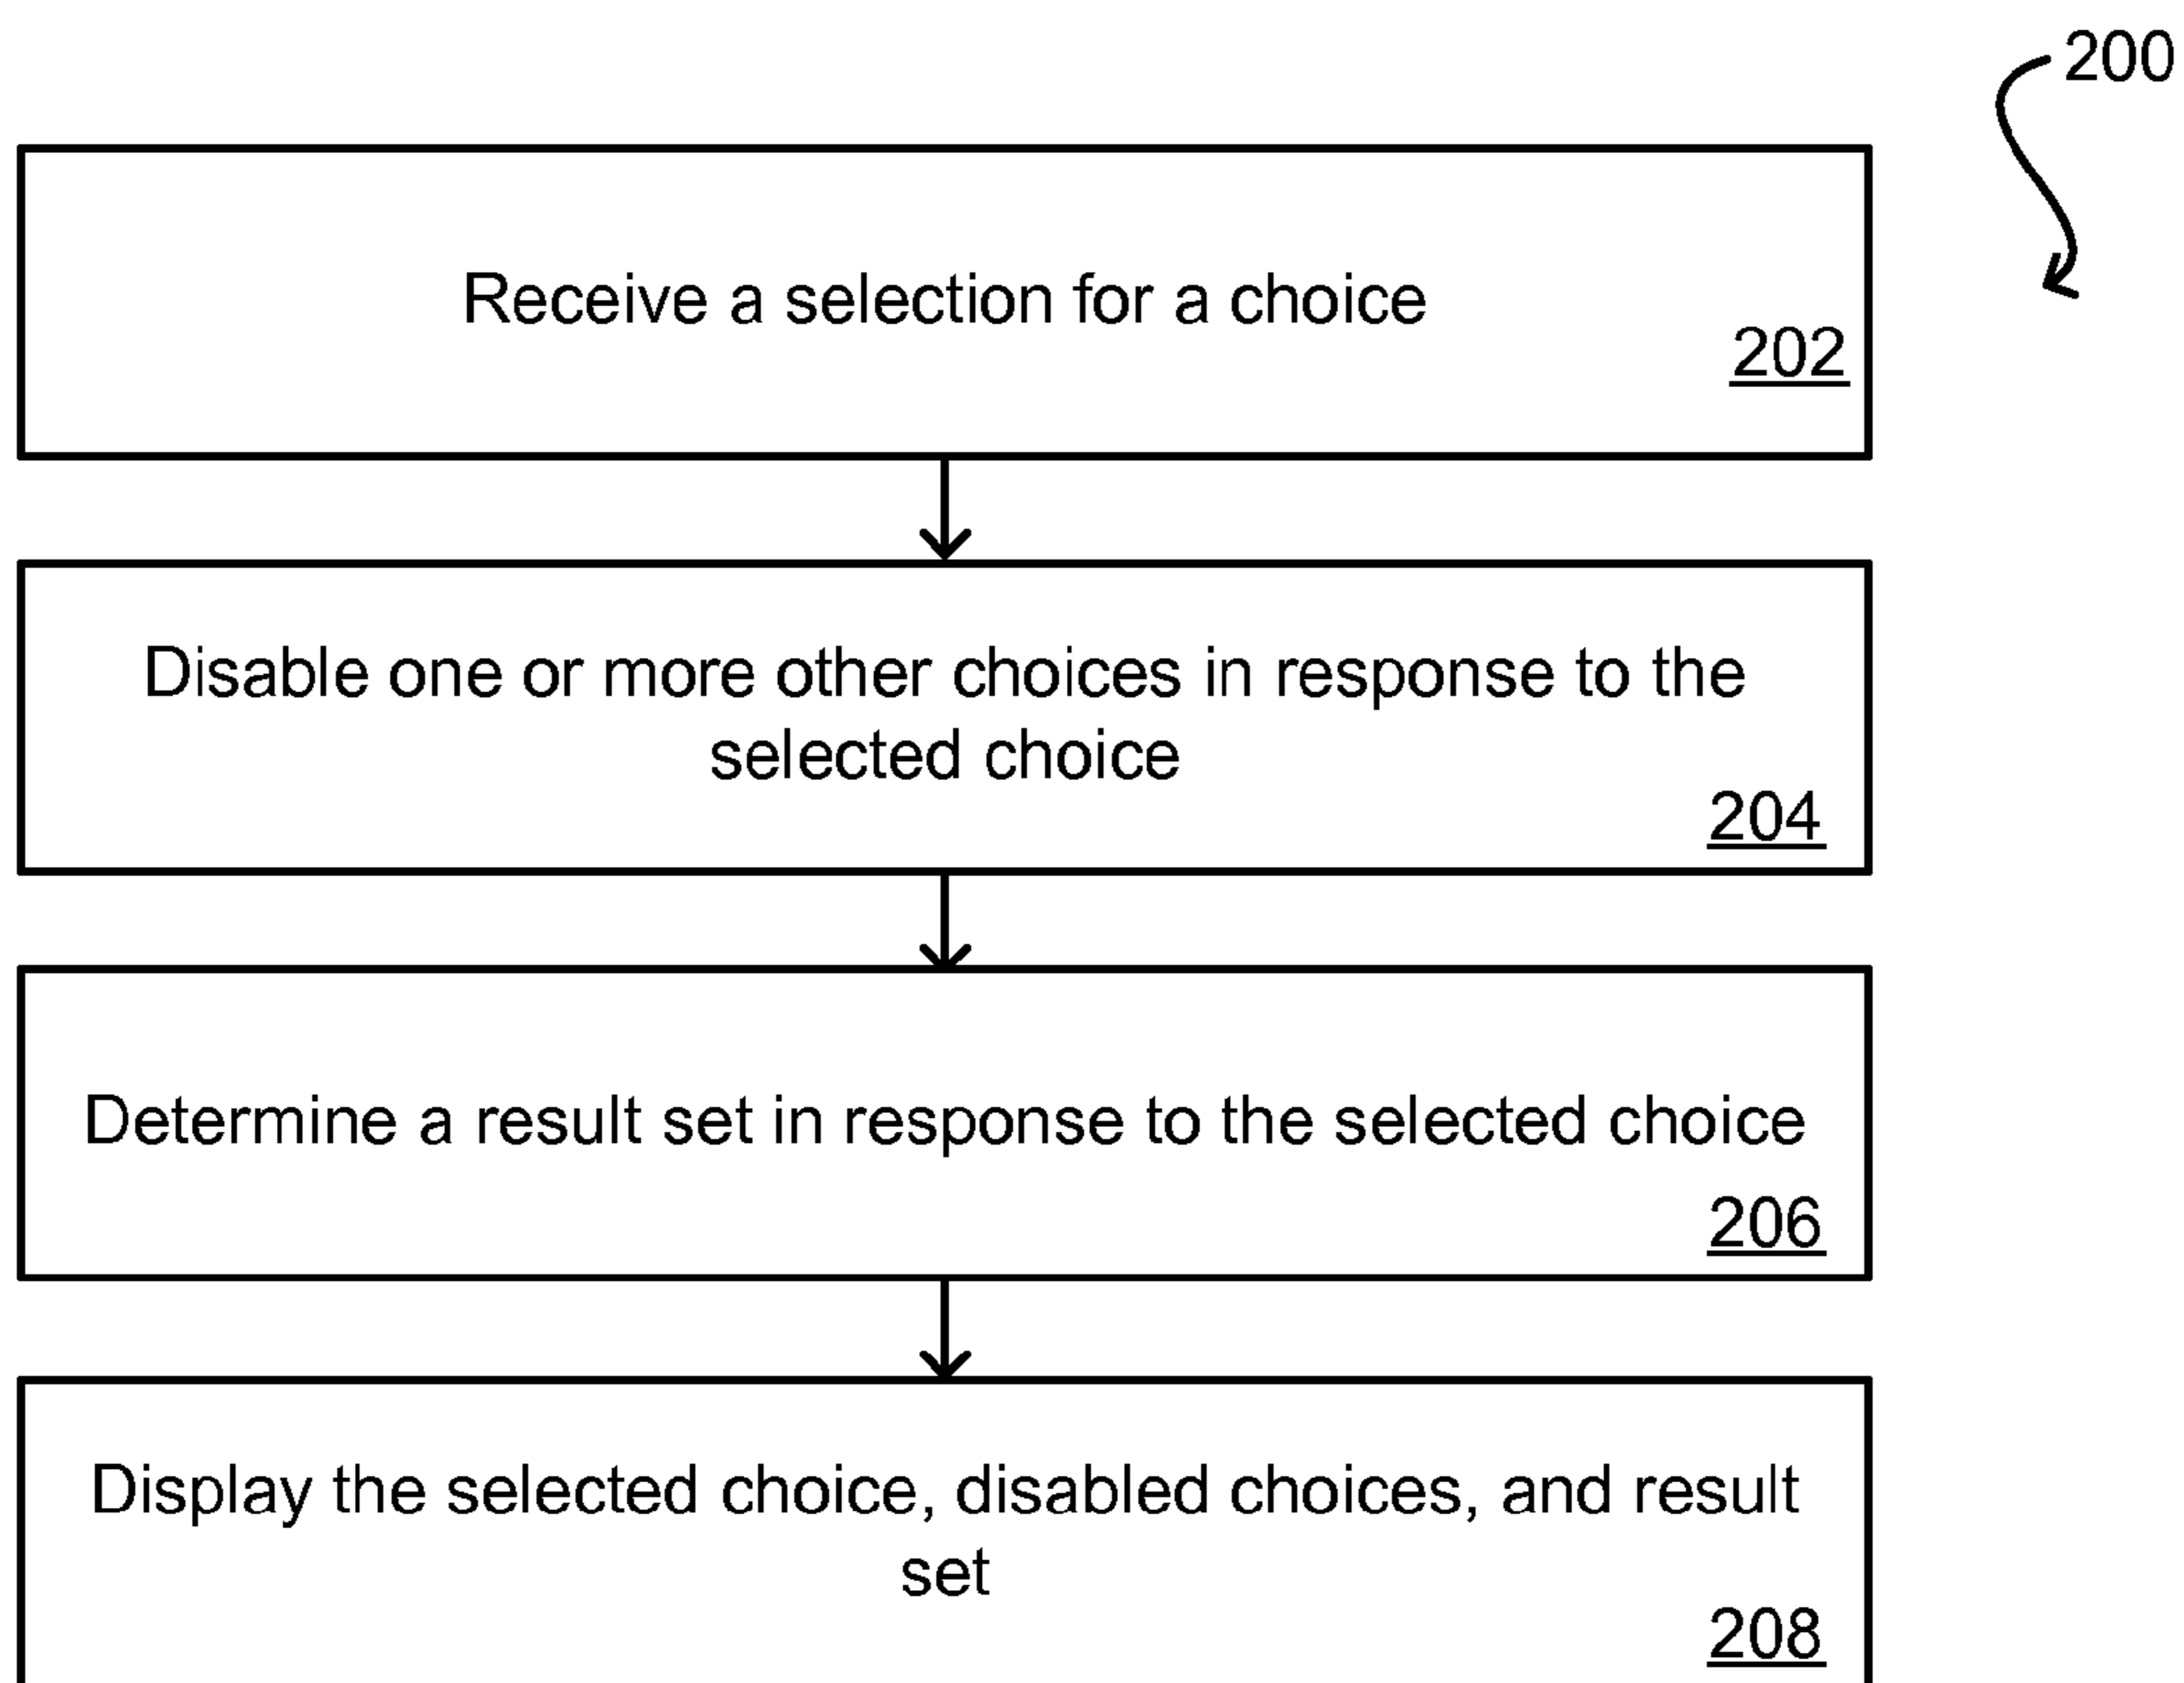 200
Receive a selection for a choice
202
Disable one or more other choices in response to the
selected choice
204
Determine a result set in response to the selected choice
206
Display the selected choice, disabled choices, and result
set
208